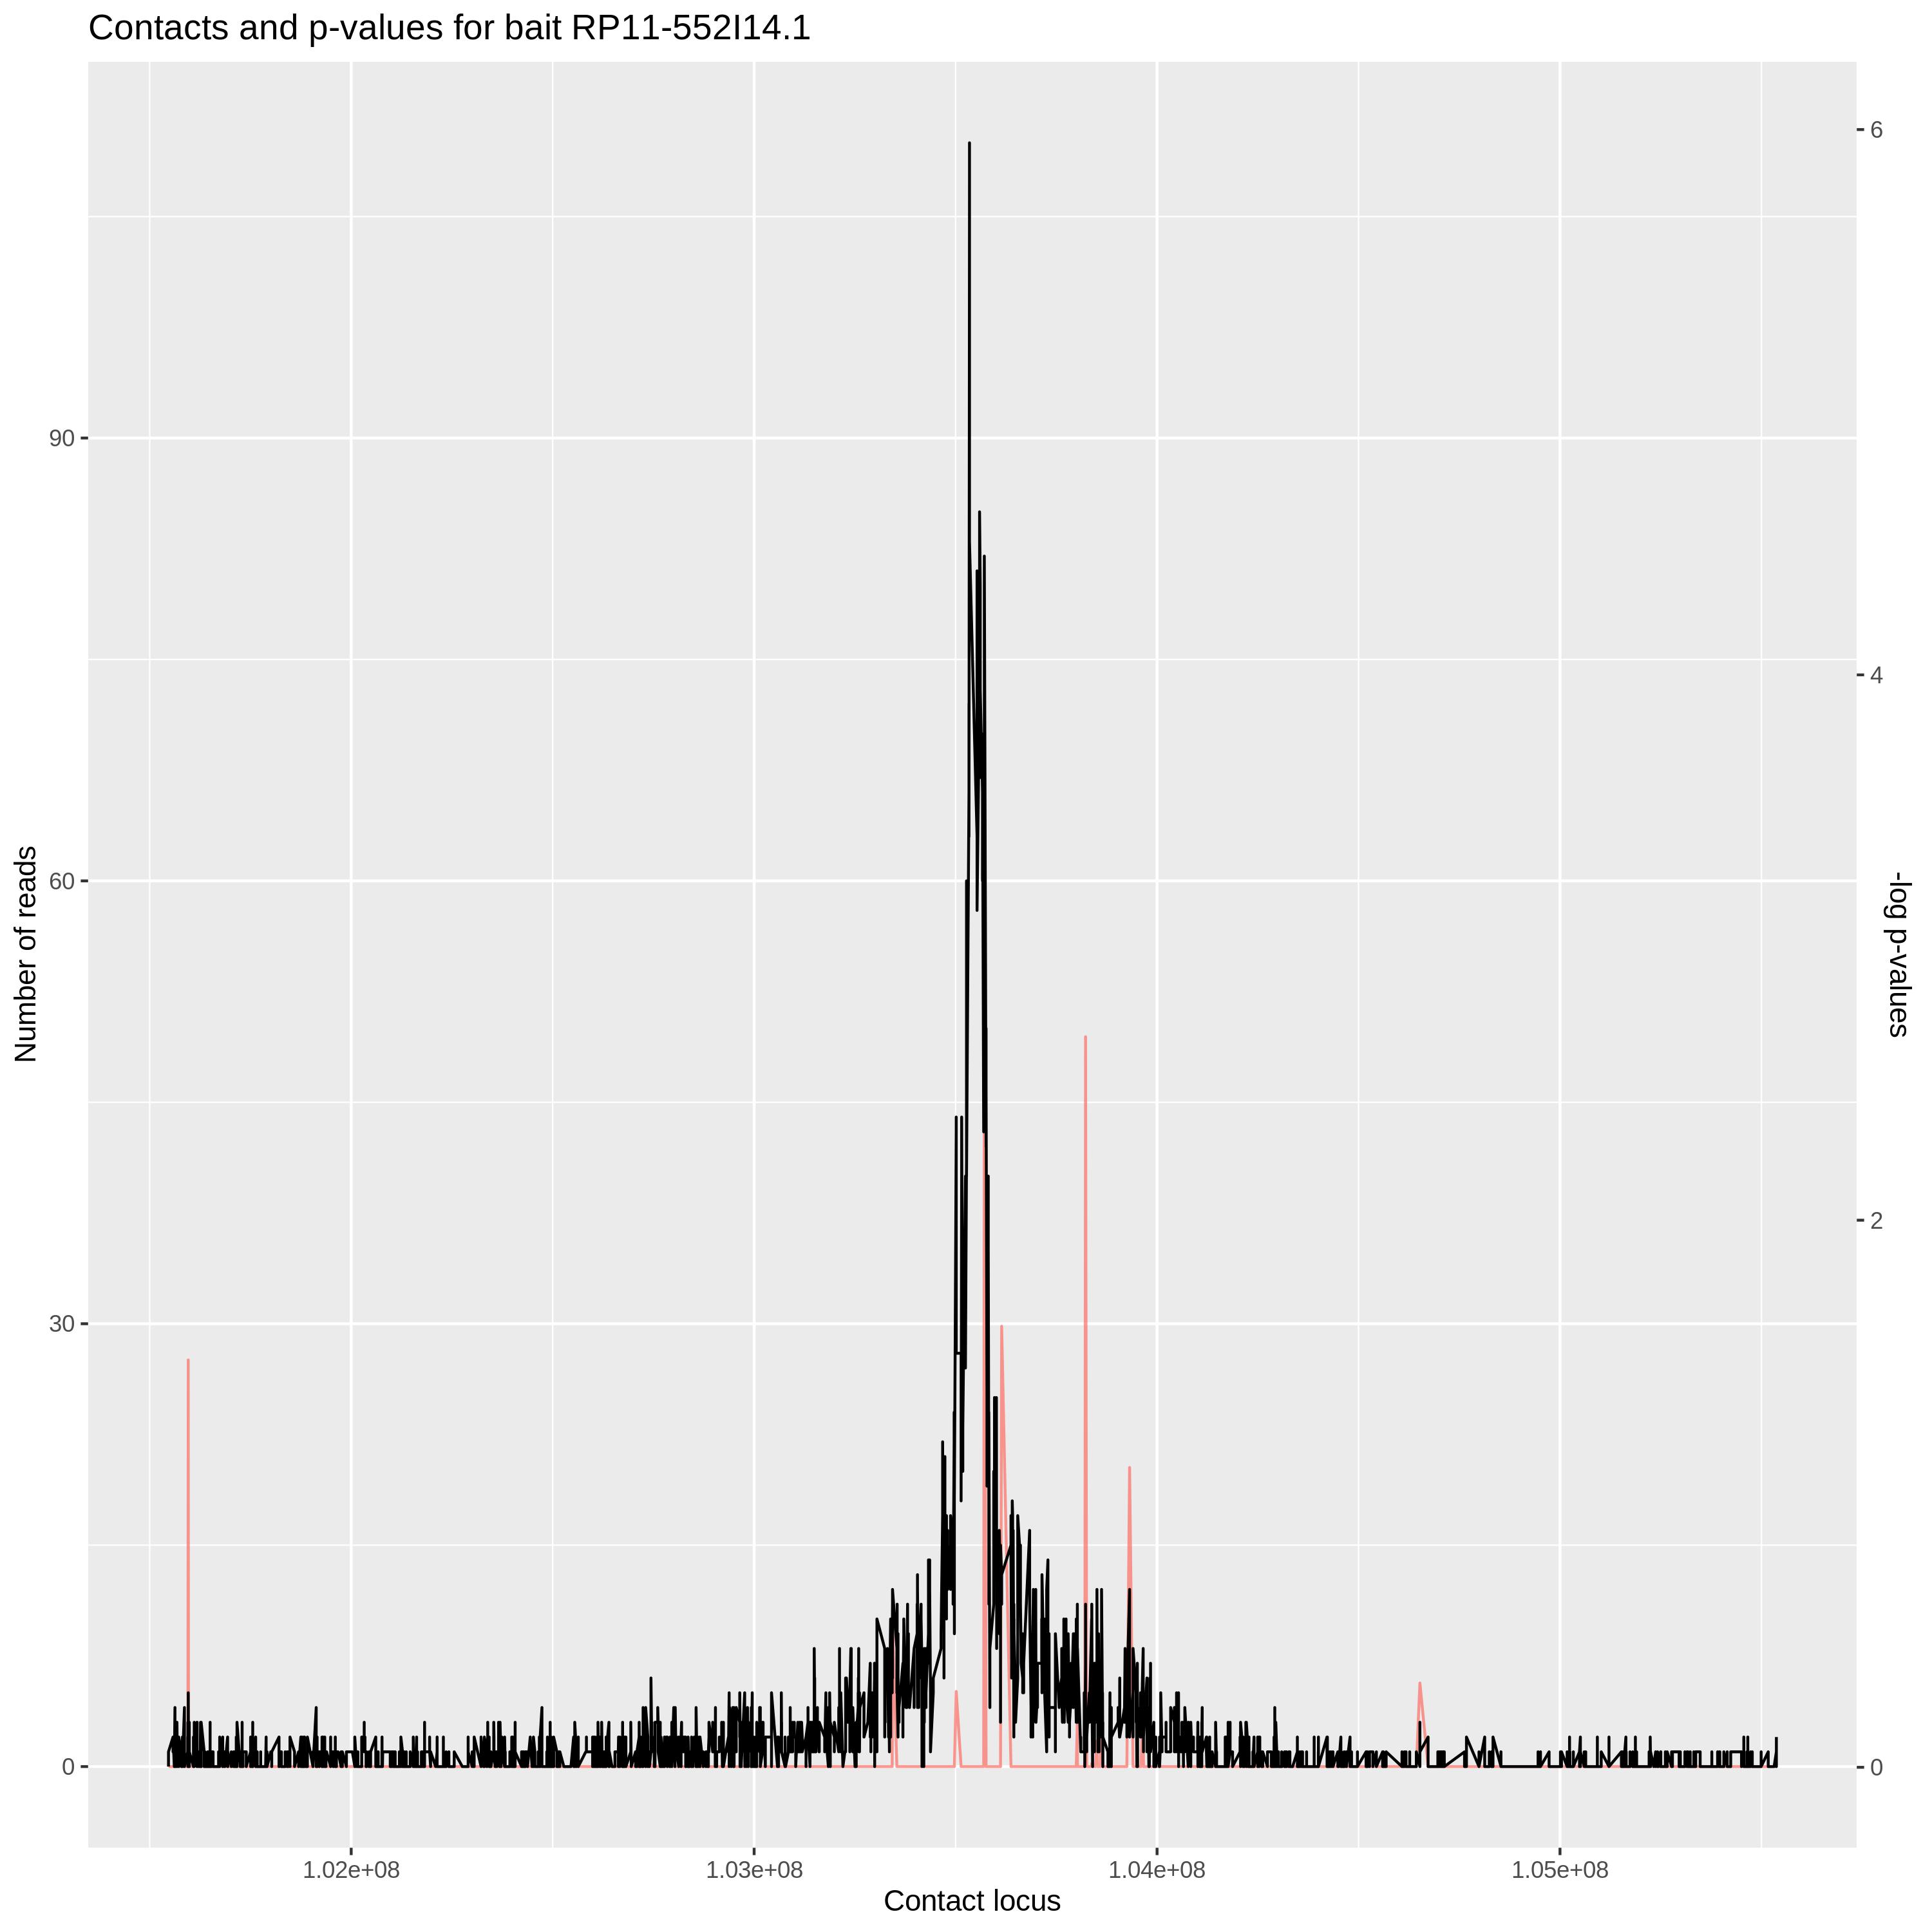 Contacts and p-values for bait RP11-552I14.1
6
90
4
60
Number of reads
-log p-values
2
30
0
0
1.02e+08
1.03e+08
1.04e+08
1.05e+08
Contact locus